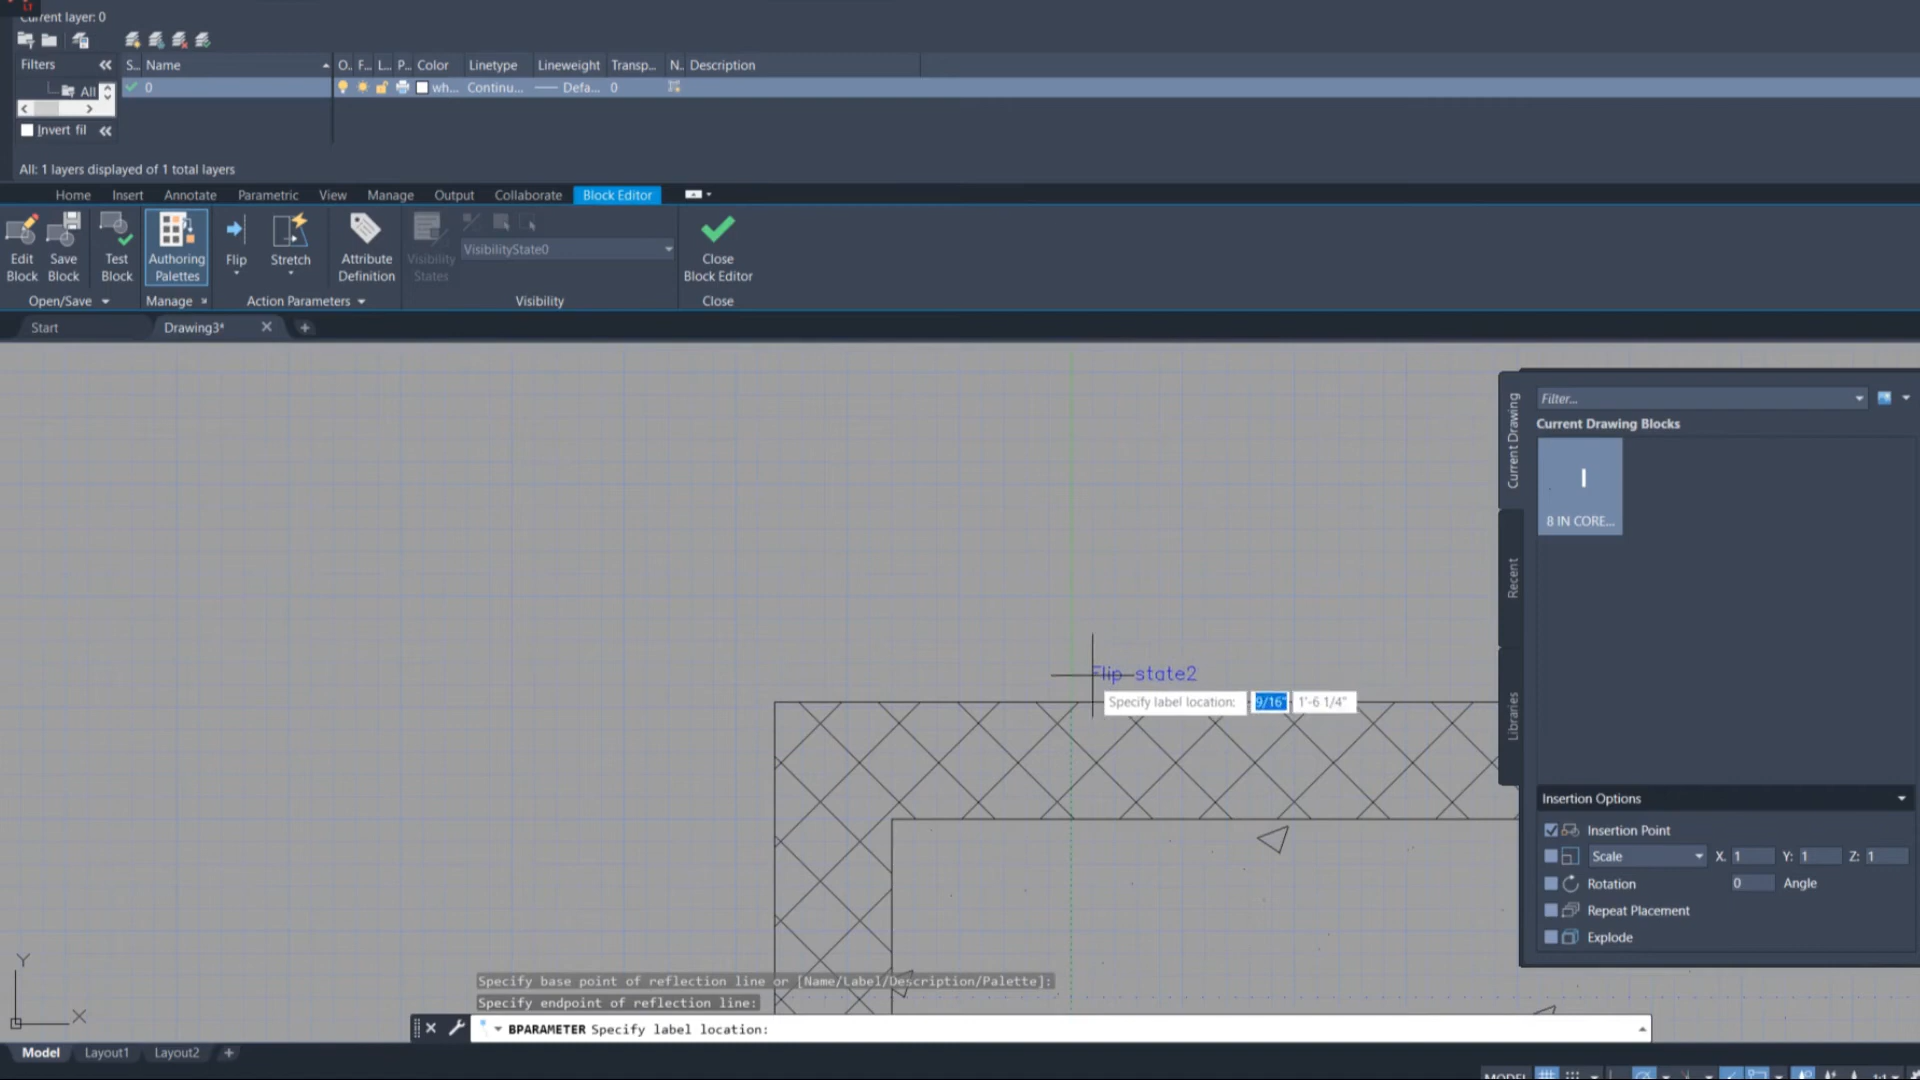 Current layer: 0
Filters
S.. Name O.. F... L... P... Color Linetype Lineweight Transp... N.. Description
All
0 wh... Continu... Defa... 0
Invert fil
All: 1 layers displayed of 1 total layers
Home Insert Annotate Parametric View Manage Output Collaborate Block Editor
VisibilityState0
Edit Block
Save Block
Test Block
Authoring Palettes
Flip
Stretch
Attribute Definition
Visibility States
Close Block Editor
Open/Save Manage Action Parameters Visibility Close
Start Drawing3*
Filter...
Current Drawing Blocks
Current Drawing
8 IN CORE...
Recent
Libraries
Flip state2
Specify label location: 9/16" 1'-6 1/4"
Insertion Options
Insertion Point
Scale X. 1 Y: 1 Z: 1
Rotation 0 Angle
Repeat Placement
Explode
Y
X
Specify base point of reflection line or [Name/Label/Description/Palette]:
Specify endpoint of reflection line:
BPARAMETER Specify label location:
Model Layout1 Layout2
MODEL 1:1